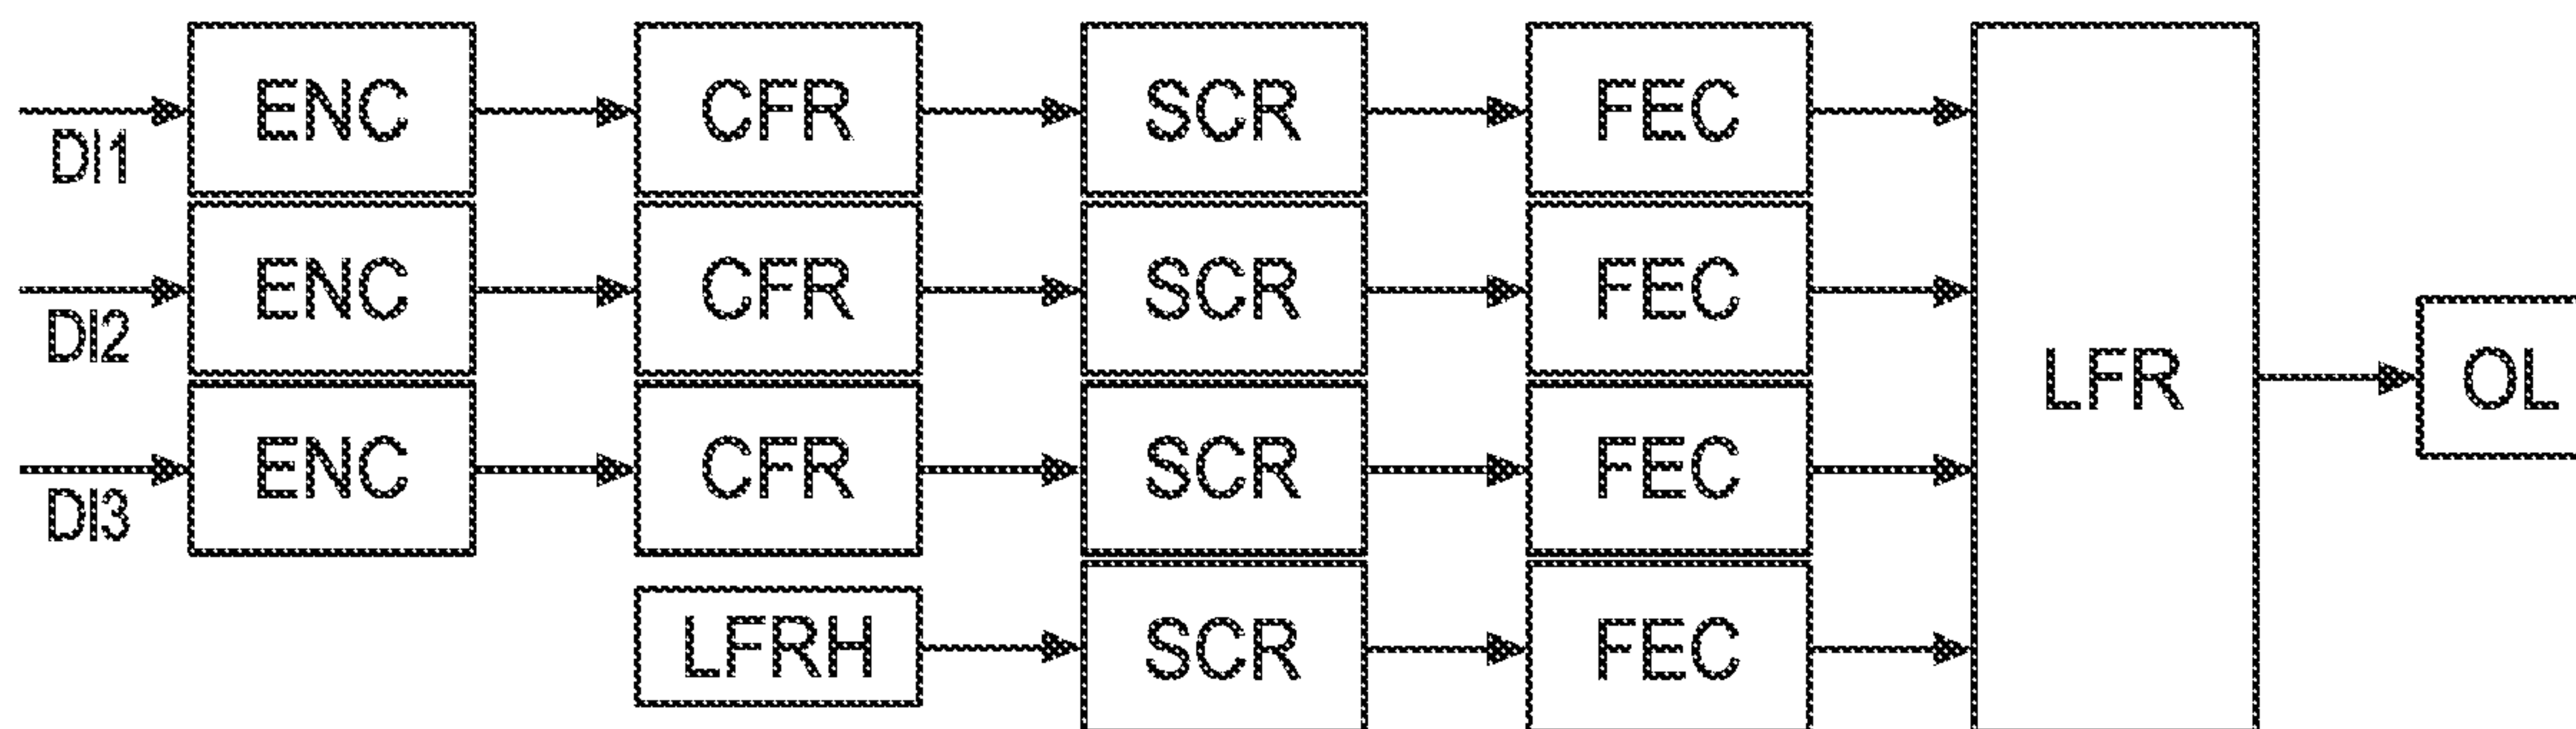 ENC CFR SCR FEC
DI1
ENC CFR SCR FEC
DI2
LFR OL
ENC CFR SCR FEC
DI3
LFRH SCR FEC